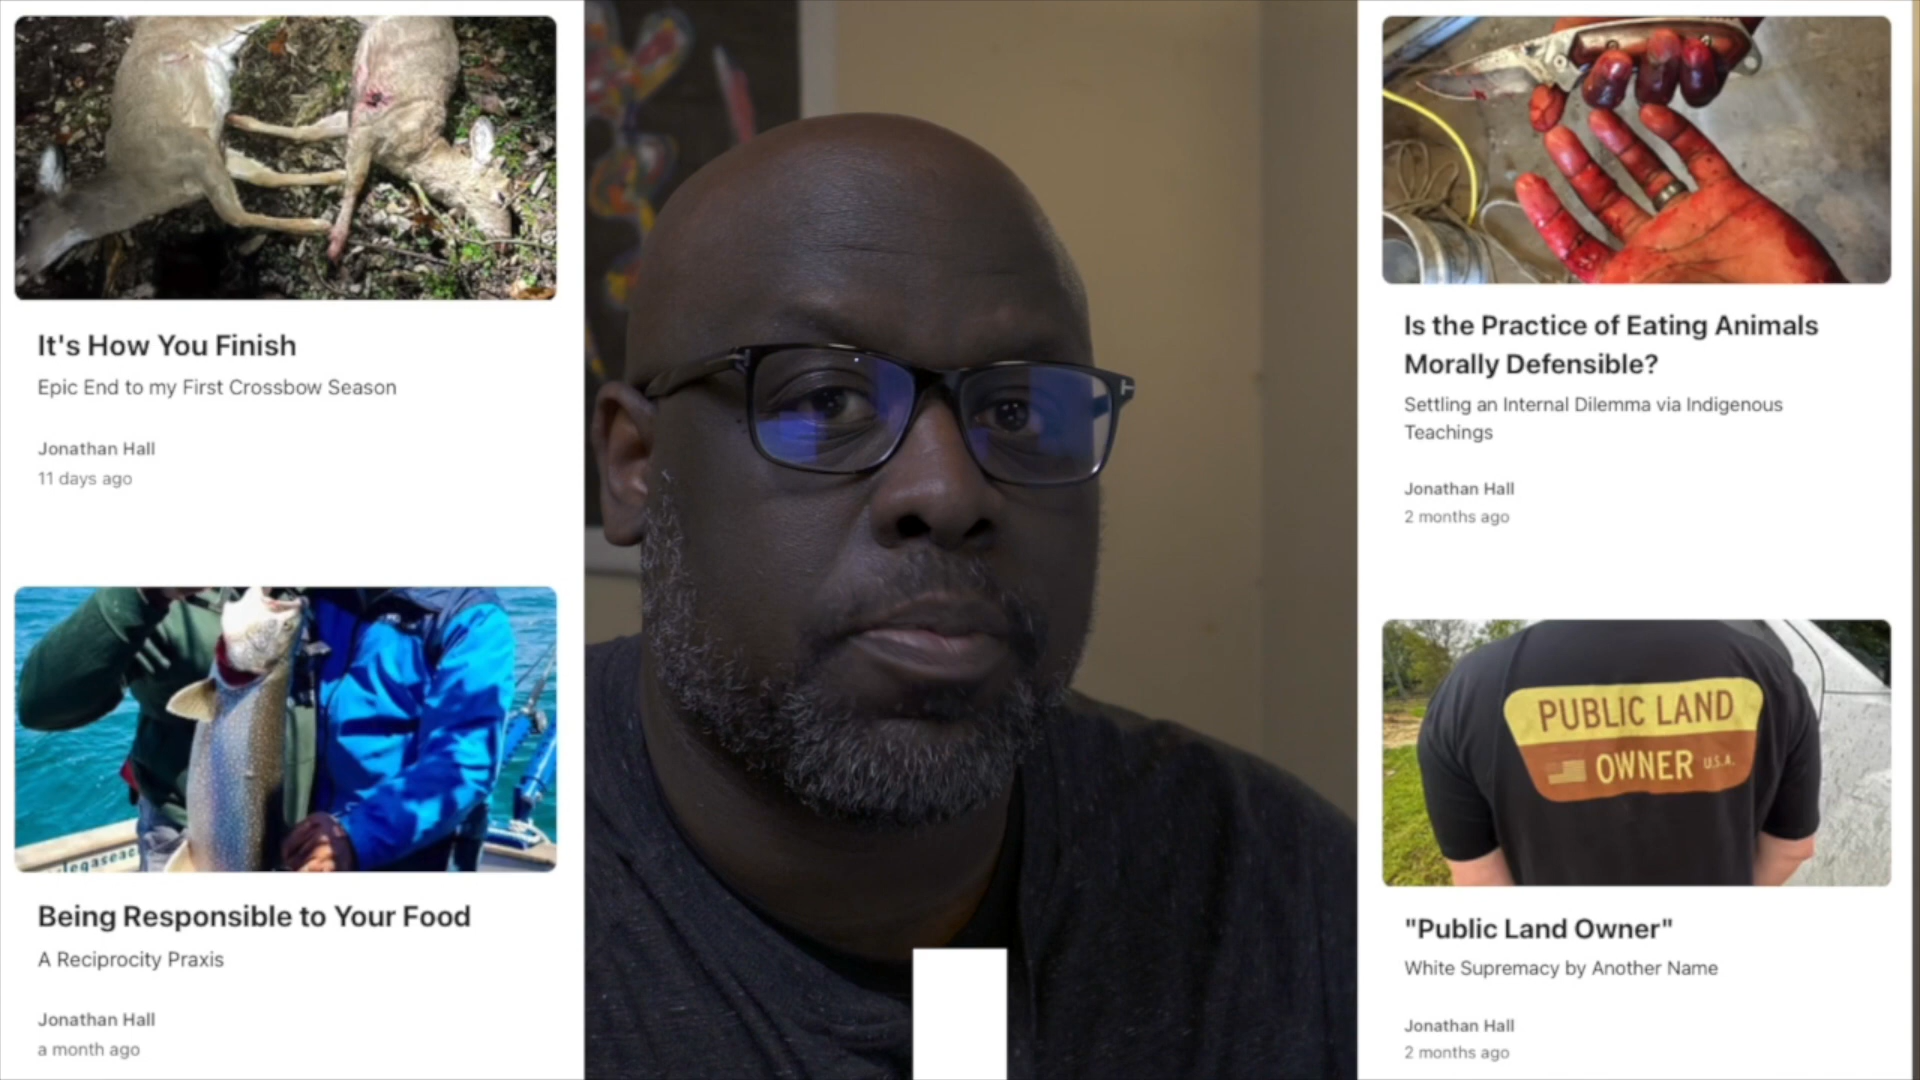 It's How You Finish
Epic End to my First Crossbow Season
Jonathan Hall
11 days ago
Being Responsible to Your Food
A Reciprocity Praxis
Jonathan Hall
a month ago
Is the Practice of Eating Animals
Morally Defensible?
Settling an Internal Dilemma via Indigenous
Teachings
Jonathan Hall
2 months ago
PUBLIC LAND
OWNER U.S.A.
"Public Land Owner"
White Supremacy by Another Name
Jonathan Hall
2 months ago